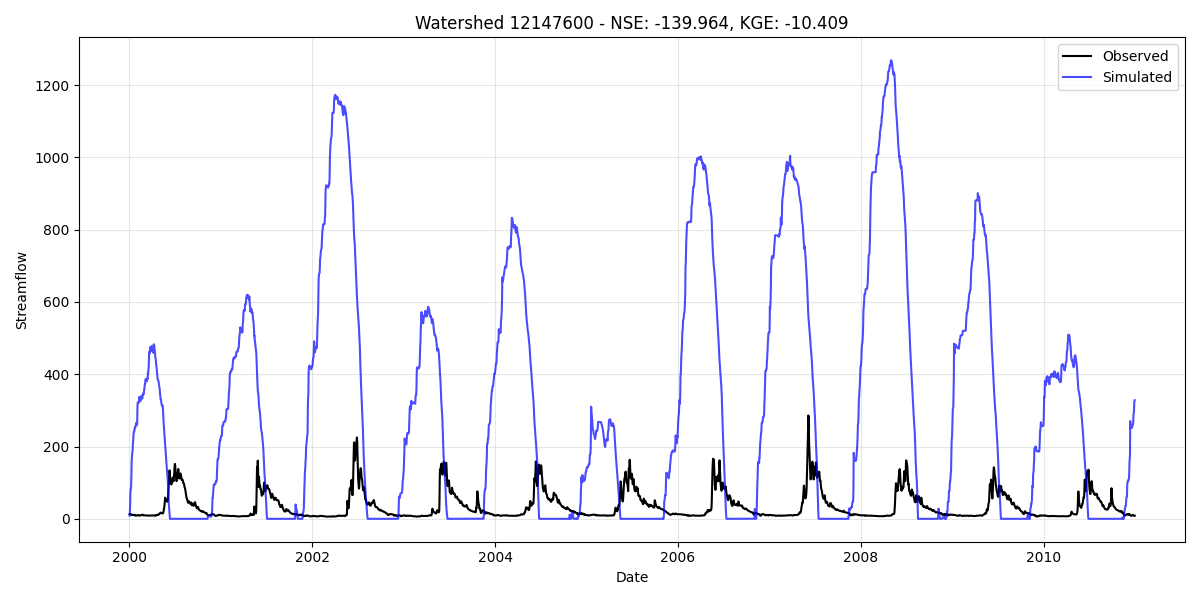 Watershed 12147600 - NSE: -139.964, KGE: -10.409
Observed
Simulated
Streamflow
1200
1000
800
600
400
200
0
2000 2002 2004 2006 2008 2010
Date